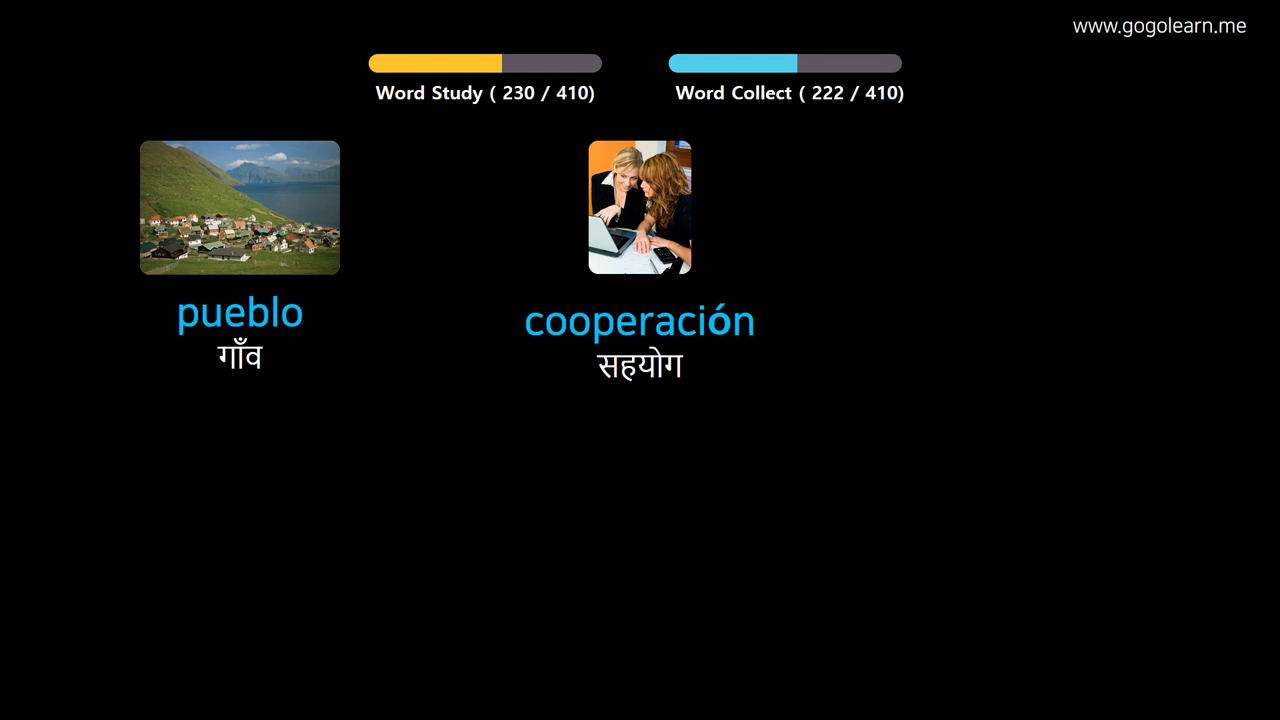 www.gogolearn.me
Word Study ( 230 / 410)
Word Collect ( 222 / 410)
pueblo
गाँव
cooperación
सहयोग